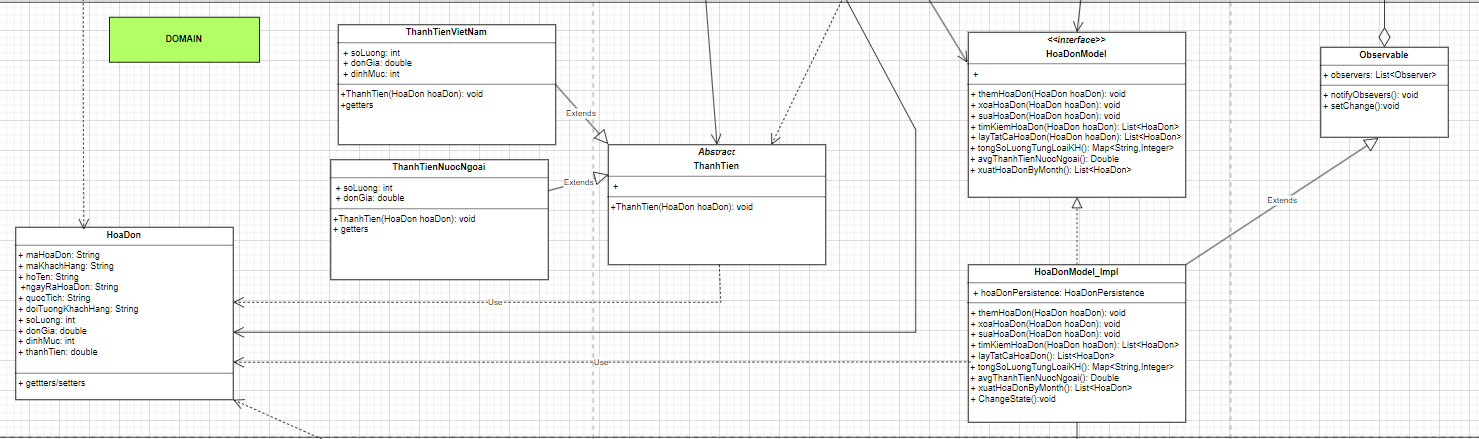 DOMAIN
ThanhTienVietNam
+ soLuong: int
+ donGia: double
+ dinhMuc: int
+ThanhTien(HoaDon hoaDon): void
+getters
Extends
ThanhTienNuocNgoai
+ soLuong: int
+ donGia: double
+ThanhTien(HoaDon hoaDon): void
+ getters
Extends
Abstract
ThanhTien
+
+ThanhTien(HoaDon hoaDon): void
<<interface>>
HoaDonModel
+
+ themHoaDon(HoaDon hoaDon): void
+ xoaHoaDon(HoaDon hoaDon): void
+ suaHoaDon(HoaDon hoaDon): void
+ timKiemHoaDon(HoaDon hoaDon): List<HoaDon>
+ layTatCaHoaDon(HoaDon hoaDon): List<HoaDon>
+ tongSoLuongTungLoaiKH(): Map<String,Integer>
+ avgThanhTienNuocNgoai(): Double
+ xuatHoaDonByMonth(): List<HoaDon>
Observable
+ observers: List<Observer>
+ notifyObsevers(): void
+ setChange():void
Extends
HoaDon
+ maHoaDon: String
+ maKhachHang: String
+ hoTen: String
+ngayRaHoaDon: String
+ quocTich: String
+ doiTuongKhachHang: String
+ soLuong: int
+ donGia: double
+ dinhMuc: int
+ thanhTien: double
+ gettters/setters
Use
Use
HoaDonModel_Impl
+ hoaDonPersistence: HoaDonPersistence
+ themHoaDon(HoaDon hoaDon): void
+ xoaHoaDon(HoaDon hoaDon): void
+ suaHoaDon(HoaDon hoaDon): void
+ timKiemHoaDon(HoaDon hoaDon): List<HoaDon>
+ layTatCaHoaDon(): List<HoaDon>
+ tongSoLuongTungLoaiKH(): Map<String,Integer>
+ avgThanhTienNuocNgoai(): Double
+ xuatHoaDonByMonth(): List<HoaDon>
+ ChangeState():void